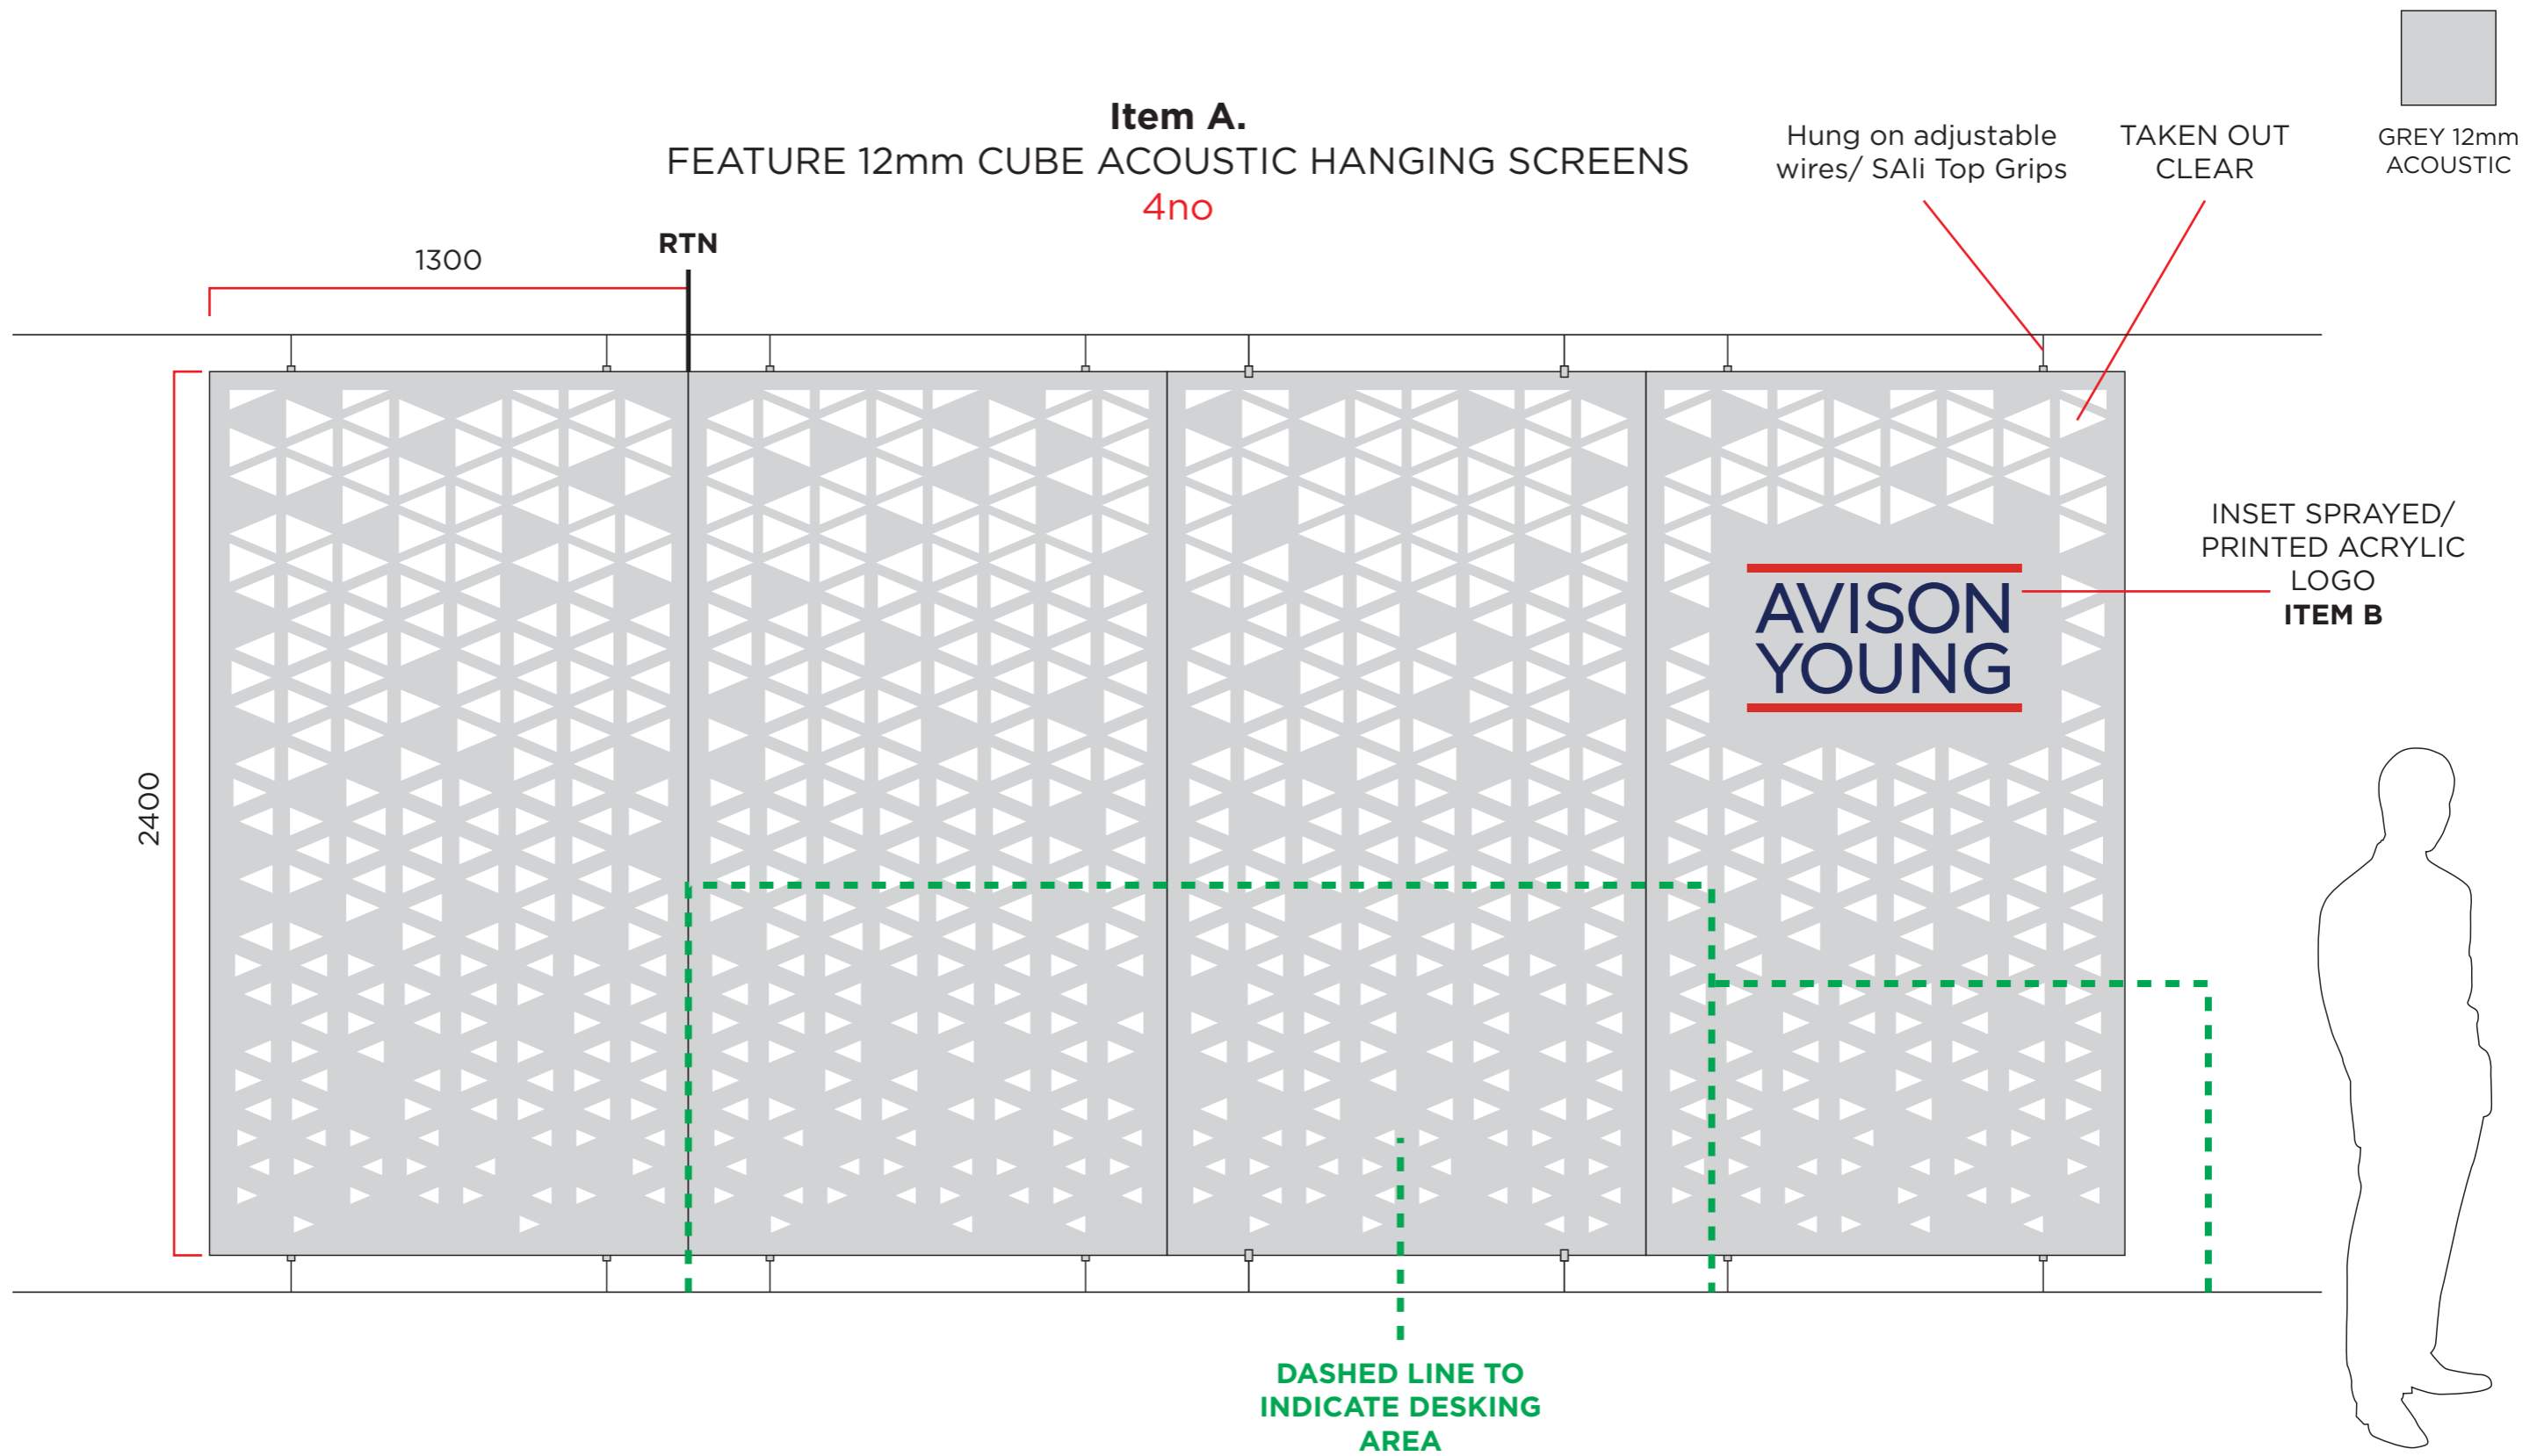 Item A.
FEATURE 12mm CUBE ACOUSTIC HANGING SCREENS
4no
Hung on adjustable
wires/ SAli Top Grips
TAKEN OUT
CLEAR
GREY 12mm
ACOUSTIC
RTN
1300
2400
INSET SPRAYED/
PRINTED ACRYLIC
LOGO
ITEM B
AVISON
YOUNG
DASHED LINE TO
INDICATE DESKING
AREA